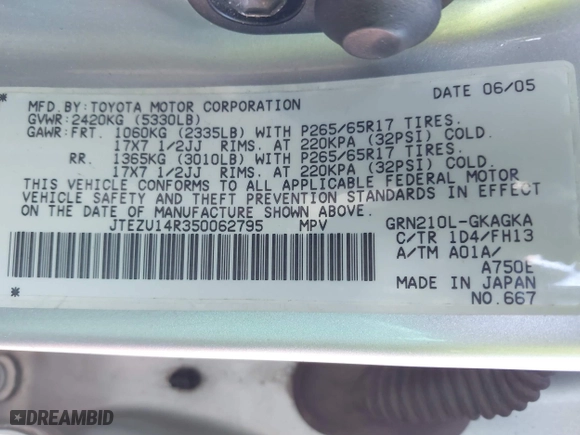 DATE 06/05
MFD.BY:TOYOTA MOTOR CORPORATION
GVWR:2420KG (5330LB)
GAWR:FRT. 1060KG (2335LB) WITH P265/65R17 TIRES.
17X7 1/2JJ RIMS. AT 220KPA (32PSI) COLD.
RR. 1365KG (3010LB) WITH P265/65R17 TIRES.
17X7 1/2JJ RIMS. AT 220KPA (32PSI) COLD.
THIS VEHICLE CONFORMS TO ALL APPLICABLE FEDERAL MOTOR
VEHICLE SAFETY AND THEFT PREVENTION STANDARDS IN EFFECT
ON THE DATE OF MANUFACTURE SHOWN ABOVE.
JTEZU14R350062795 MPV
GRN210L-GKAGKA
C/TR 1D4/FH13
A/TM A01A/
A750E
MADE IN JAPAN
NO.667
DREAMBID